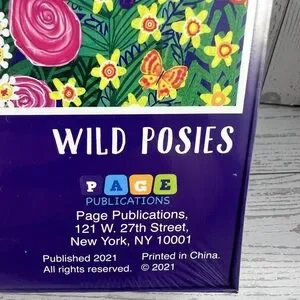 WILD POSIES
PAGE
PUBLICATIONS
Page Publications,
121 W. 27th Street,
New York, NY 10001
Published 2021 Printed in China.
All rights reserved. © 2021